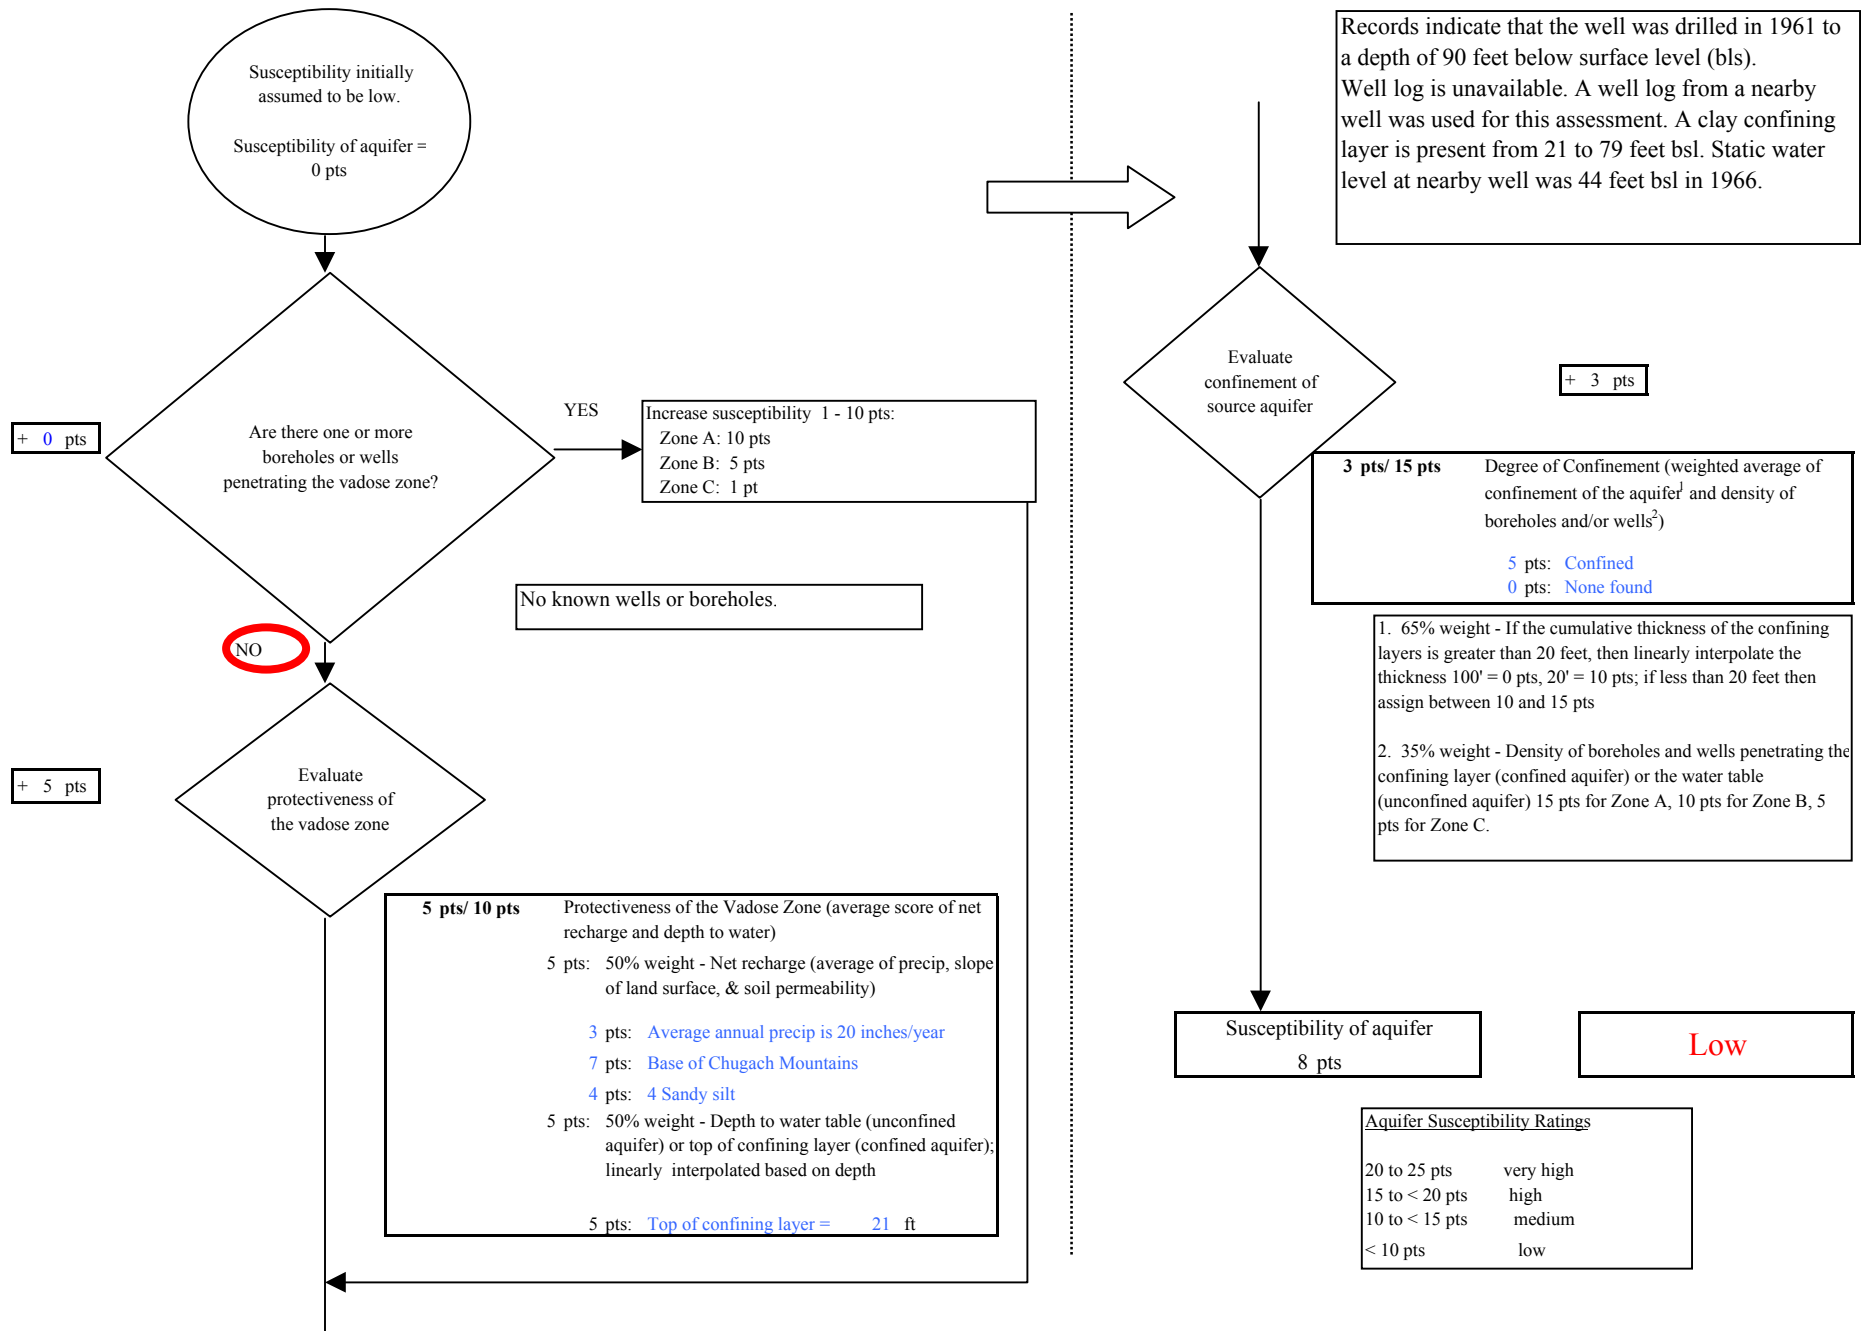 Susceptibility initially
assumed to be low.
Susceptibility of aquifer =
0 pts
+ 0 pts
Are there one or more
boreholes or wells
penetrating the vadose zone?
YES
Increase susceptibility 1 - 10 pts:
Zone A: 10 pts
Zone B: 5 pts
Zone C: 1 pt
No known wells or boreholes.
NO
+ 5 pts
Evaluate
protectiveness of
the vadose zone
5 pts/ 10 pts Protectiveness of the Vadose Zone (average score of net
recharge and depth to water)
5 pts: 50% weight - Net recharge (average of precip, slope
of land surface, & soil permeability)
3 pts: Average annual precip is 20 inches/year
7 pts: Base of Chugach Mountains
4 pts: 4 Sandy silt
5 pts: 50% weight - Depth to water table (unconfined
aquifer) or top of confining layer (confined aquifer);
linearly interpolated based on depth
5 pts: Top of confining layer = 21 ft
Records indicate that the well was drilled in 1961 to
a depth of 90 feet below surface level (bls).
Well log is unavailable. A well log from a nearby
well was used for this assessment. A clay confining
layer is present from 21 to 79 feet bsl. Static water
level at nearby well was 44 feet bsl in 1966.
Evaluate
confinement of
source aquifer
+ 3 pts
3 pts/ 15 pts Degree of Confinement (weighted average of
confinement of the aquifer1 and density of
boreholes and/or wells2)
5 pts: Confined
0 pts: None found
1. 65% weight - If the cumulative thickness of the confining
layers is greater than 20 feet, then linearly interpolate the
thickness 100' = 0 pts, 20' = 10 pts; if less than 20 feet then
assign between 10 and 15 pts
2. 35% weight - Density of boreholes and wells penetrating the
confining layer (confined aquifer) or the water table
(unconfined aquifer) 15 pts for Zone A, 10 pts for Zone B, 5
pts for Zone C.
Susceptibility of aquifer
8 pts
Low
Aquifer Susceptibility Ratings
20 to 25 pts very high
15 to < 20 pts high
10 to < 15 pts medium
< 10 pts low